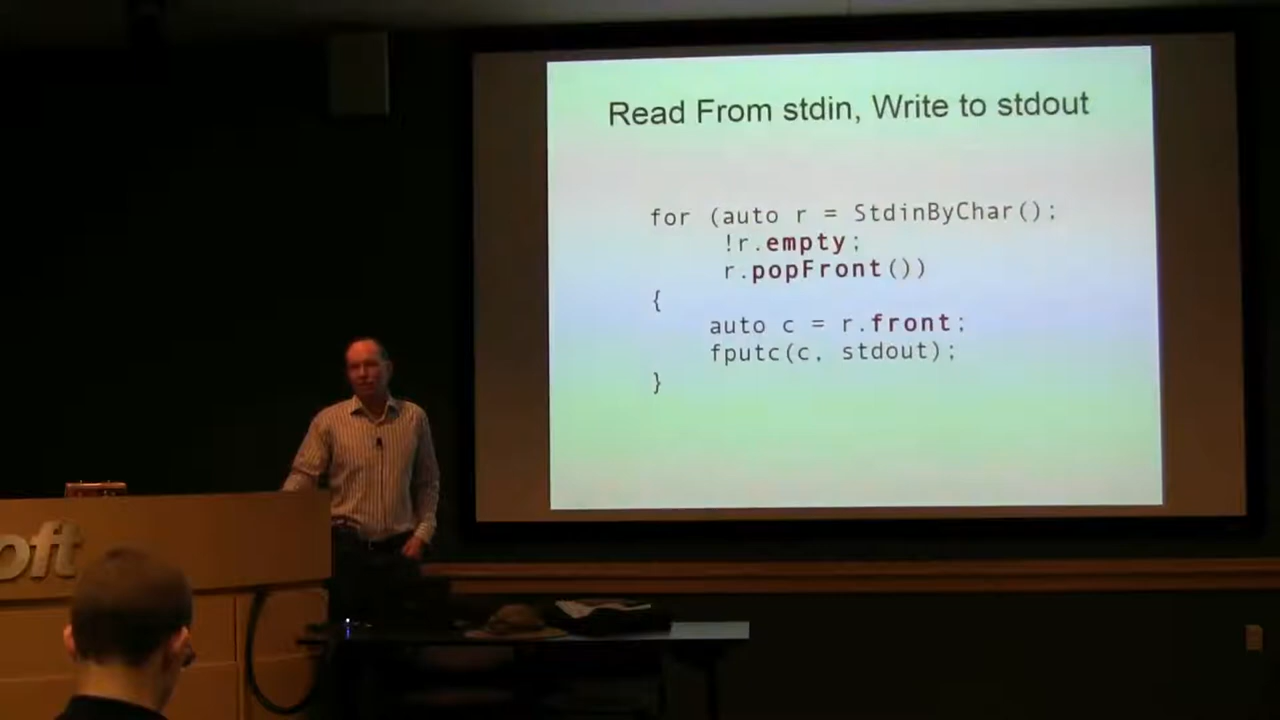 Read From stdin, Write to stdout
for (auto r = StdinByChar();
!r.empty;
r.popFront())
{
auto c = r.front;
fputc(c, stdout);
}
oft